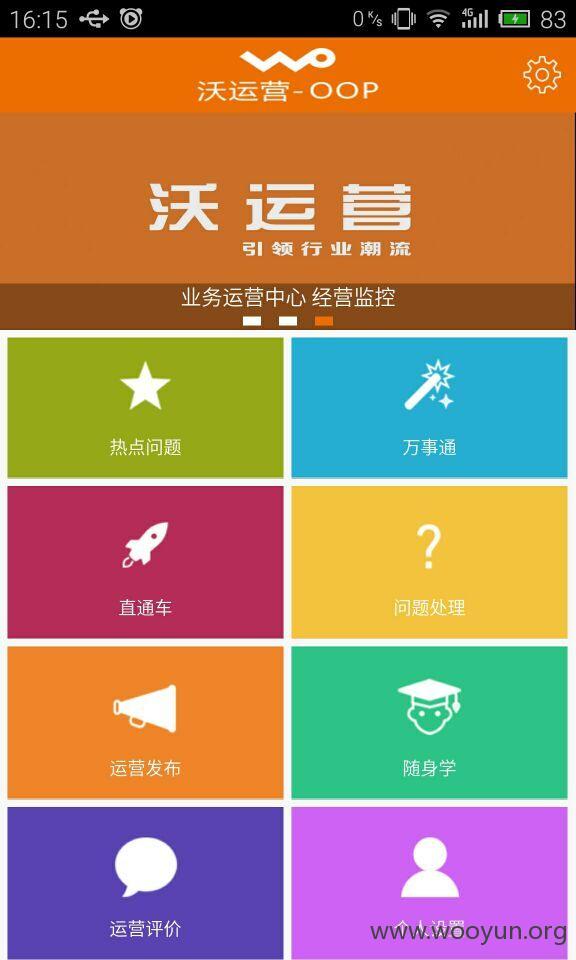 16:15
0 K/s
4G
83
沃运营-OOP
沃运营
引领行业潮流
业务运营中心 经营监控
热点问题
万事通
直通车
?
问题处理
运营发布
随身学
运营评价
个人设置
www.wooyun.org